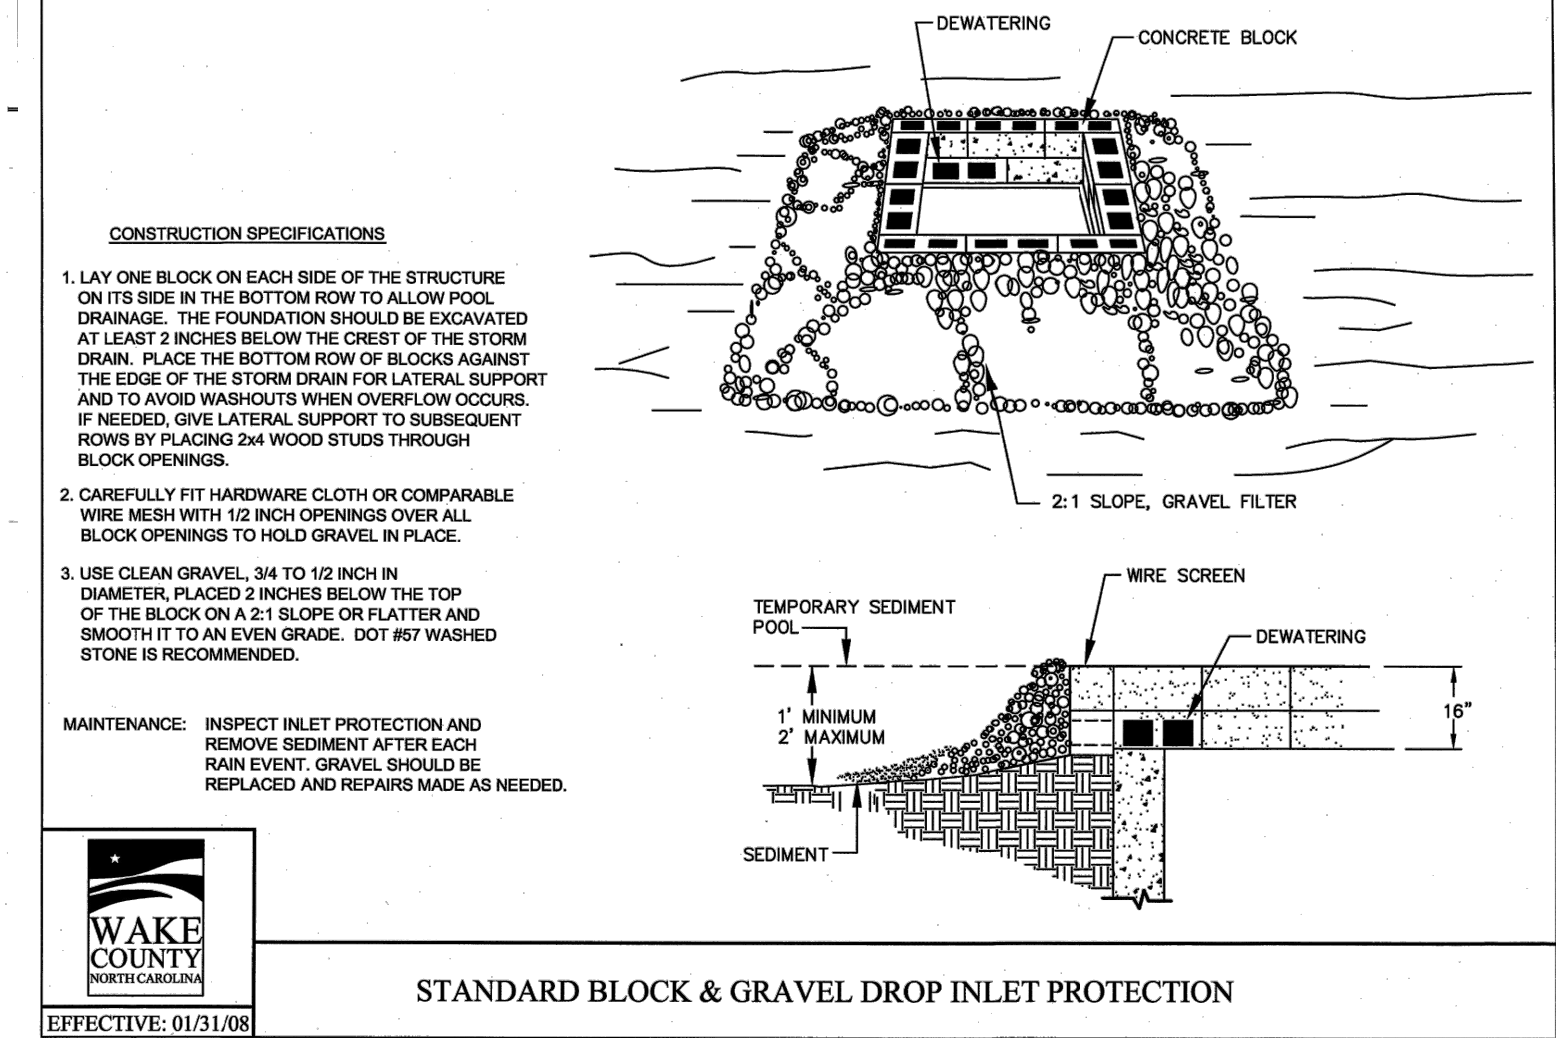 DEWATERING
CONCRETE BLOCK
2:1 SLOPE, GRAVEL FILTER
CONSTRUCTION SPECIFICATIONS
1. LAY ONE BLOCK ON EACH SIDE OF THE STRUCTURE
ON ITS SIDE IN THE BOTTOM ROW TO ALLOW POOL
DRAINAGE. THE FOUNDATION SHOULD BE EXCAVATED
AT LEAST 2 INCHES BELOW THE CREST OF THE STORM
DRAIN. PLACE THE BOTTOM ROW OF BLOCKS AGAINST
THE EDGE OF THE STORM DRAIN FOR LATERAL SUPPORT
AND TO AVOID WASHOUTS WHEN OVERFLOW OCCURS.
IF NEEDED, GIVE LATERAL SUPPORT TO SUBSEQUENT
ROWS BY PLACING 2x4 WOOD STUDS THROUGH
BLOCK OPENINGS.
2. CAREFULLY FIT HARDWARE CLOTH OR COMPARABLE
WIRE MESH WITH 1/2 INCH OPENINGS OVER ALL
BLOCK OPENINGS TO HOLD GRAVEL IN PLACE.
3. USE CLEAN GRAVEL, 3/4 TO 1/2 INCH IN
DIAMETER, PLACED 2 INCHES BELOW THE TOP
OF THE BLOCK ON A 2:1 SLOPE OR FLATTER AND
SMOOTH IT TO AN EVEN GRADE. DOT #57 WASHED
STONE IS RECOMMENDED.
MAINTENANCE: INSPECT INLET PROTECTION AND
REMOVE SEDIMENT AFTER EACH
RAIN EVENT. GRAVEL SHOULD BE
REPLACED AND REPAIRS MADE AS NEEDED.
WIRE SCREEN
TEMPORARY SEDIMENT
POOL
DEWATERING
1' MINIMUM
2' MAXIMUM
16"
SEDIMENT
WAKE
COUNTY
NORTH CAROLINA
EFFECTIVE: 01/31/08
STANDARD BLOCK & GRAVEL DROP INLET PROTECTION